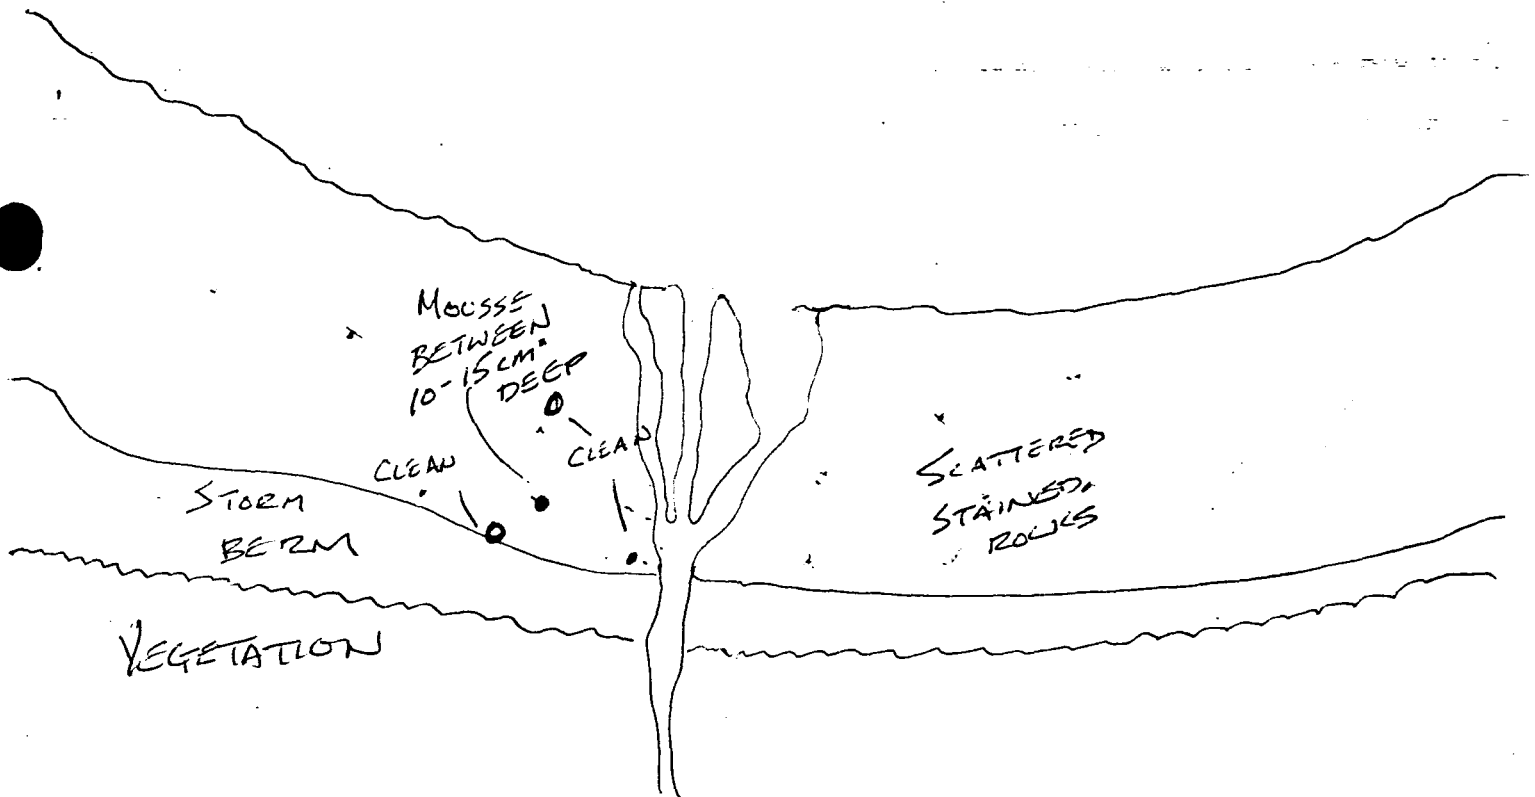 MOUSSE
BETWEEN
10-15CM
DEEP
CLEAN
CLEAN
STORM
BERM
VEGETATION
SCATTERED
STAINED
ROCKS